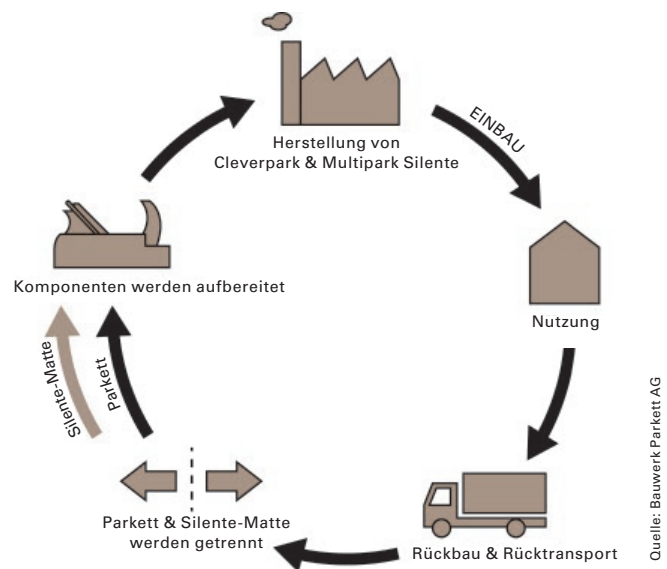 Herstellung von
Cleverpark & Multipark Silente
EINBAU
Nutzung
Rückbau & Rücktransport
Parkett & Silente-Matte
werden getrennt
Silente-Matte
Parkett
Komponenten werden aufbereitet
Quelle: Bauwerk Parkett AG